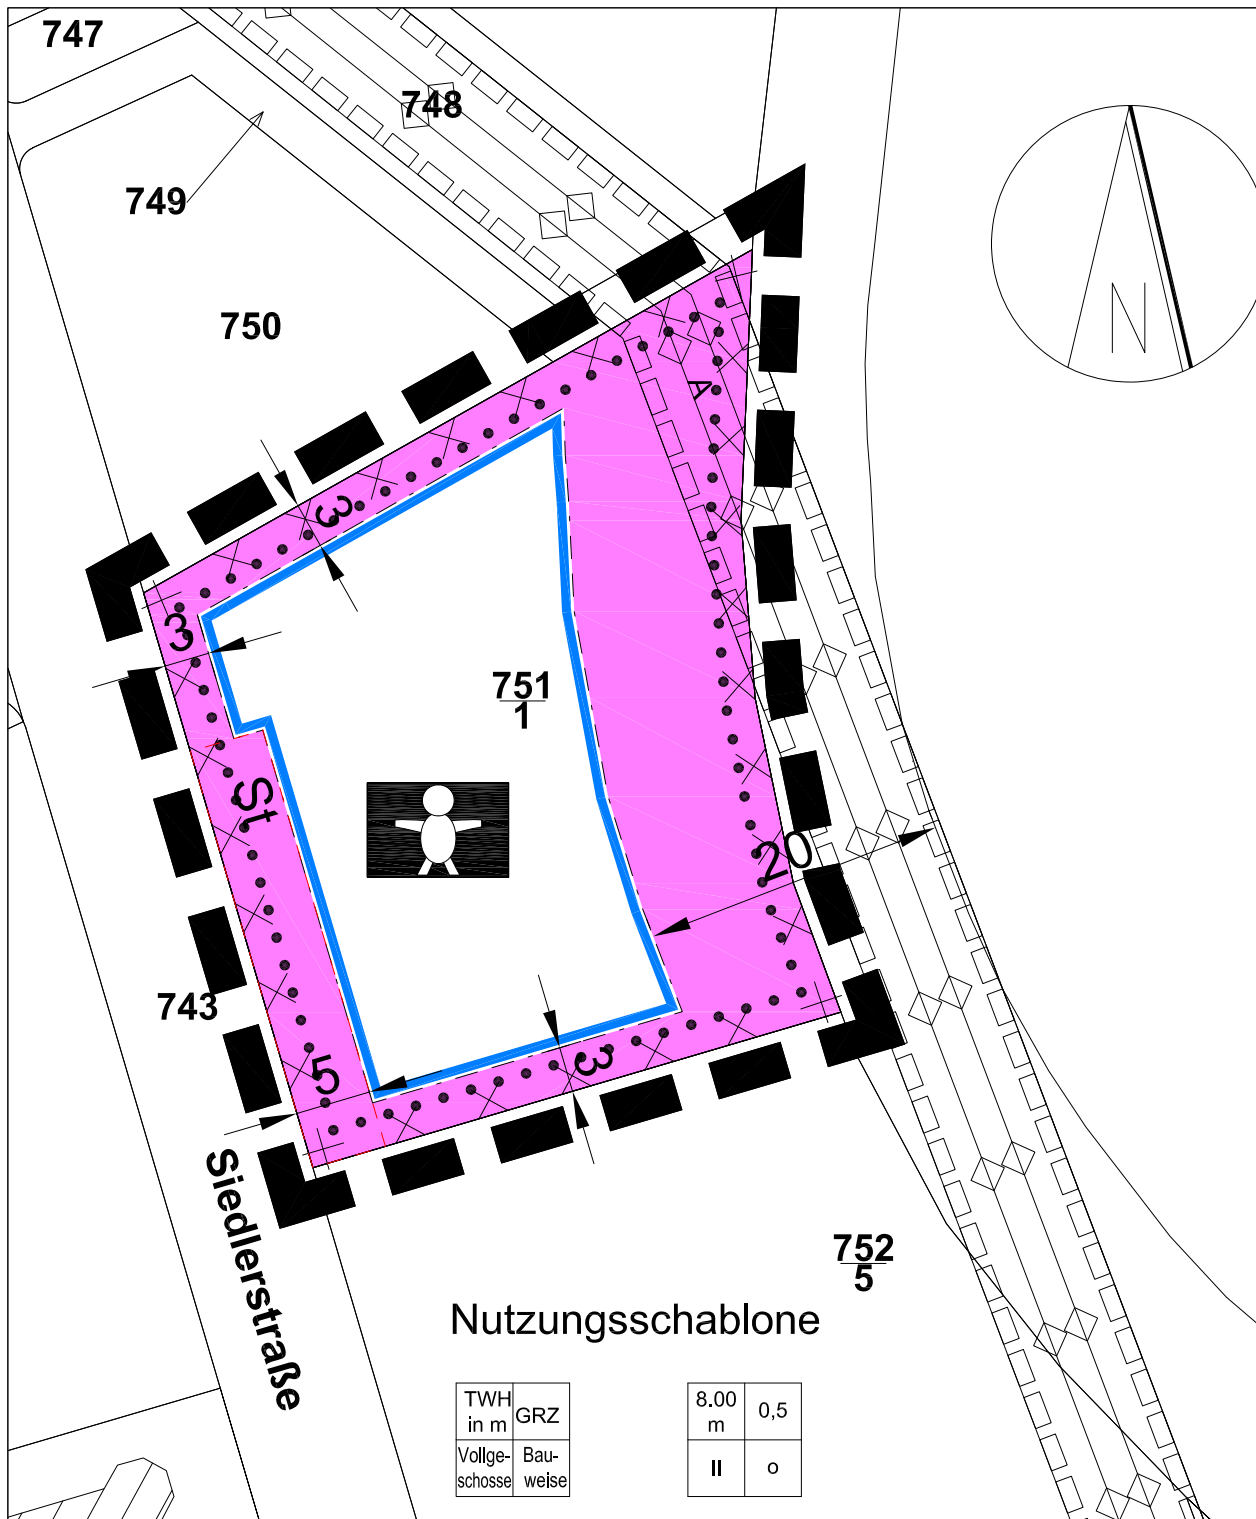 747
748
749
750
N
A
3
3
751
1
St
20
743
5
3
Siedlerstraße
752
5
Nutzungsschablone
TWH in m GRZ
Vollge- schosse Bau- weise
8.00 m 0,5
II o